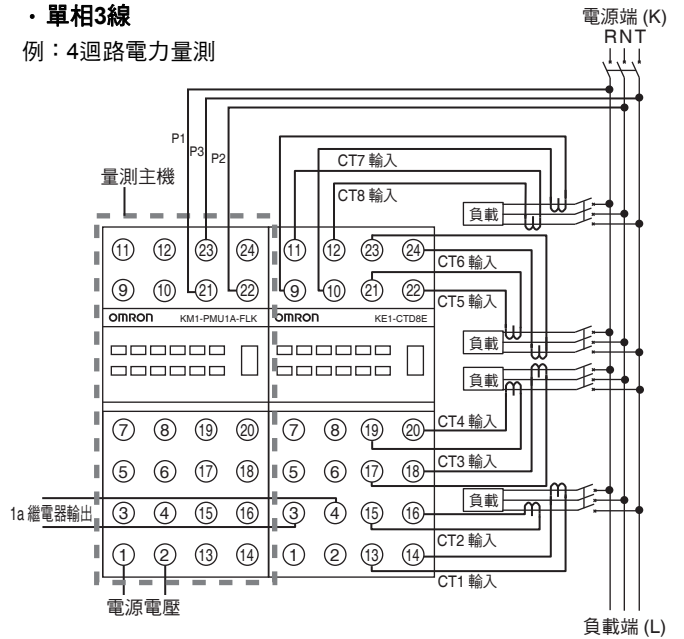 ・單相3線
例：4迴路電力量測
電源端 (K)
R N T
P1
P3
P2
量測主機
CT7 輸入
CT8 輸入
負載
⑪ ⑫ ㉓ ㉔ ⑪ ⑫ ㉓ ㉔
CT6 輸入
⑨ ⑩ ㉑ ㉒ ⑨ ⑩ ㉑ ㉒
CT5 輸入
OMRON KM1-PMU1A-FLK OMRON KE1-CTD8E
負載
負載
⑦ ⑧ ⑲ ⑳ ⑦ ⑧ ⑲ ⑳
CT4 輸入
CT3 輸入
⑤ ⑥ ⑰ ⑱ ⑤ ⑥ ⑰ ⑱
負載
1a 繼電器輸出
③ ④ ⑮ ⑯ ③ ④ ⑮ ⑯
CT2 輸入
① ② ⑬ ⑭ ① ② ⑬ ⑭
CT1 輸入
電源電壓
負載端 (L)